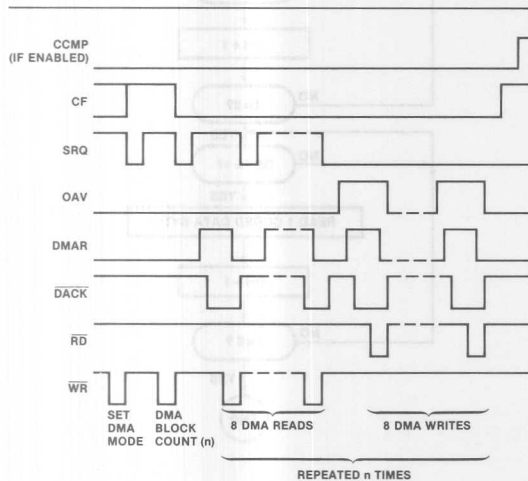 CCMP
(IF ENABLED)
CF
SRQ
OAV
DMAR
DACK
RD
WR
SET
DMA
MODE
DMA
BLOCK
COUNT (n)
8 DMA READS
8 DMA WRITES
REPEATED n TIMES